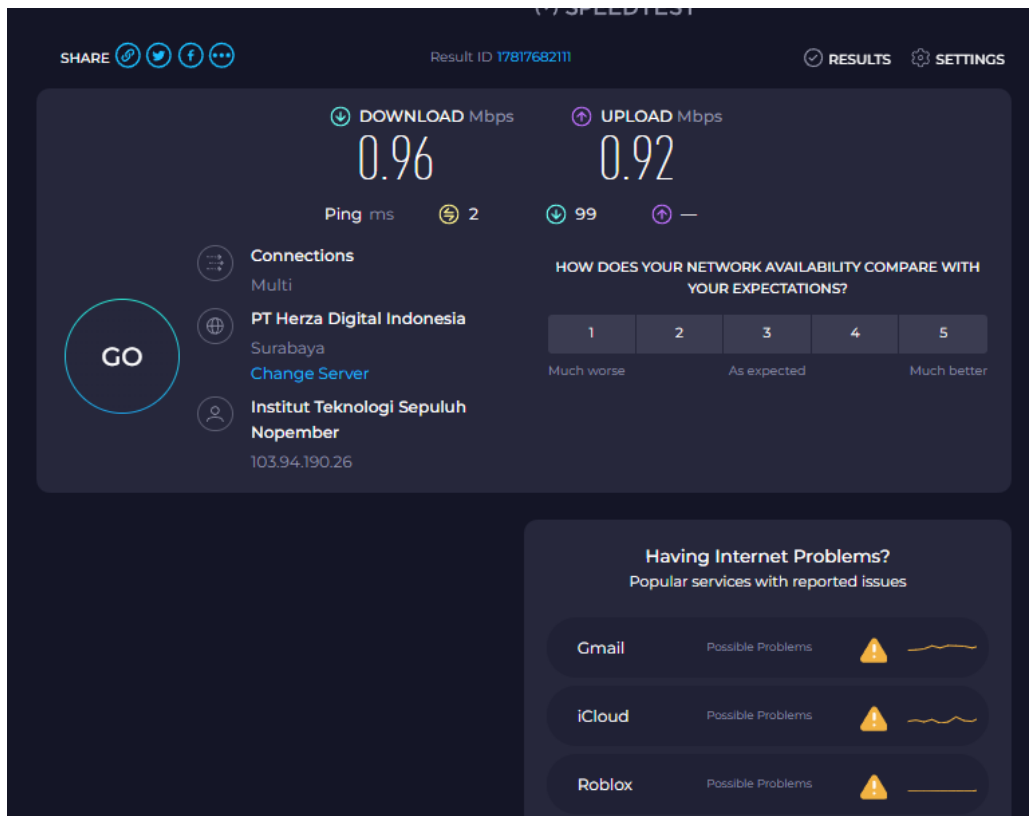 SPEEDTEST
SHARE
Result ID 17817682111
RESULTS SETTINGS
DOWNLOAD Mbps
0.96
UPLOAD Mbps
0.92
Ping ms 2 99 —
GO
Connections
Multi
PT Herza Digital Indonesia
Surabaya
Change Server
Institut Teknologi Sepuluh
Nopember
103.94.190.26
HOW DOES YOUR NETWORK AVAILABILITY COMPARE WITH
YOUR EXPECTATIONS?
1 2 3 4 5
Much worse As expected Much better
Having Internet Problems?
Popular services with reported issues
Gmail Possible Problems
iCloud Possible Problems
Roblox Possible Problems